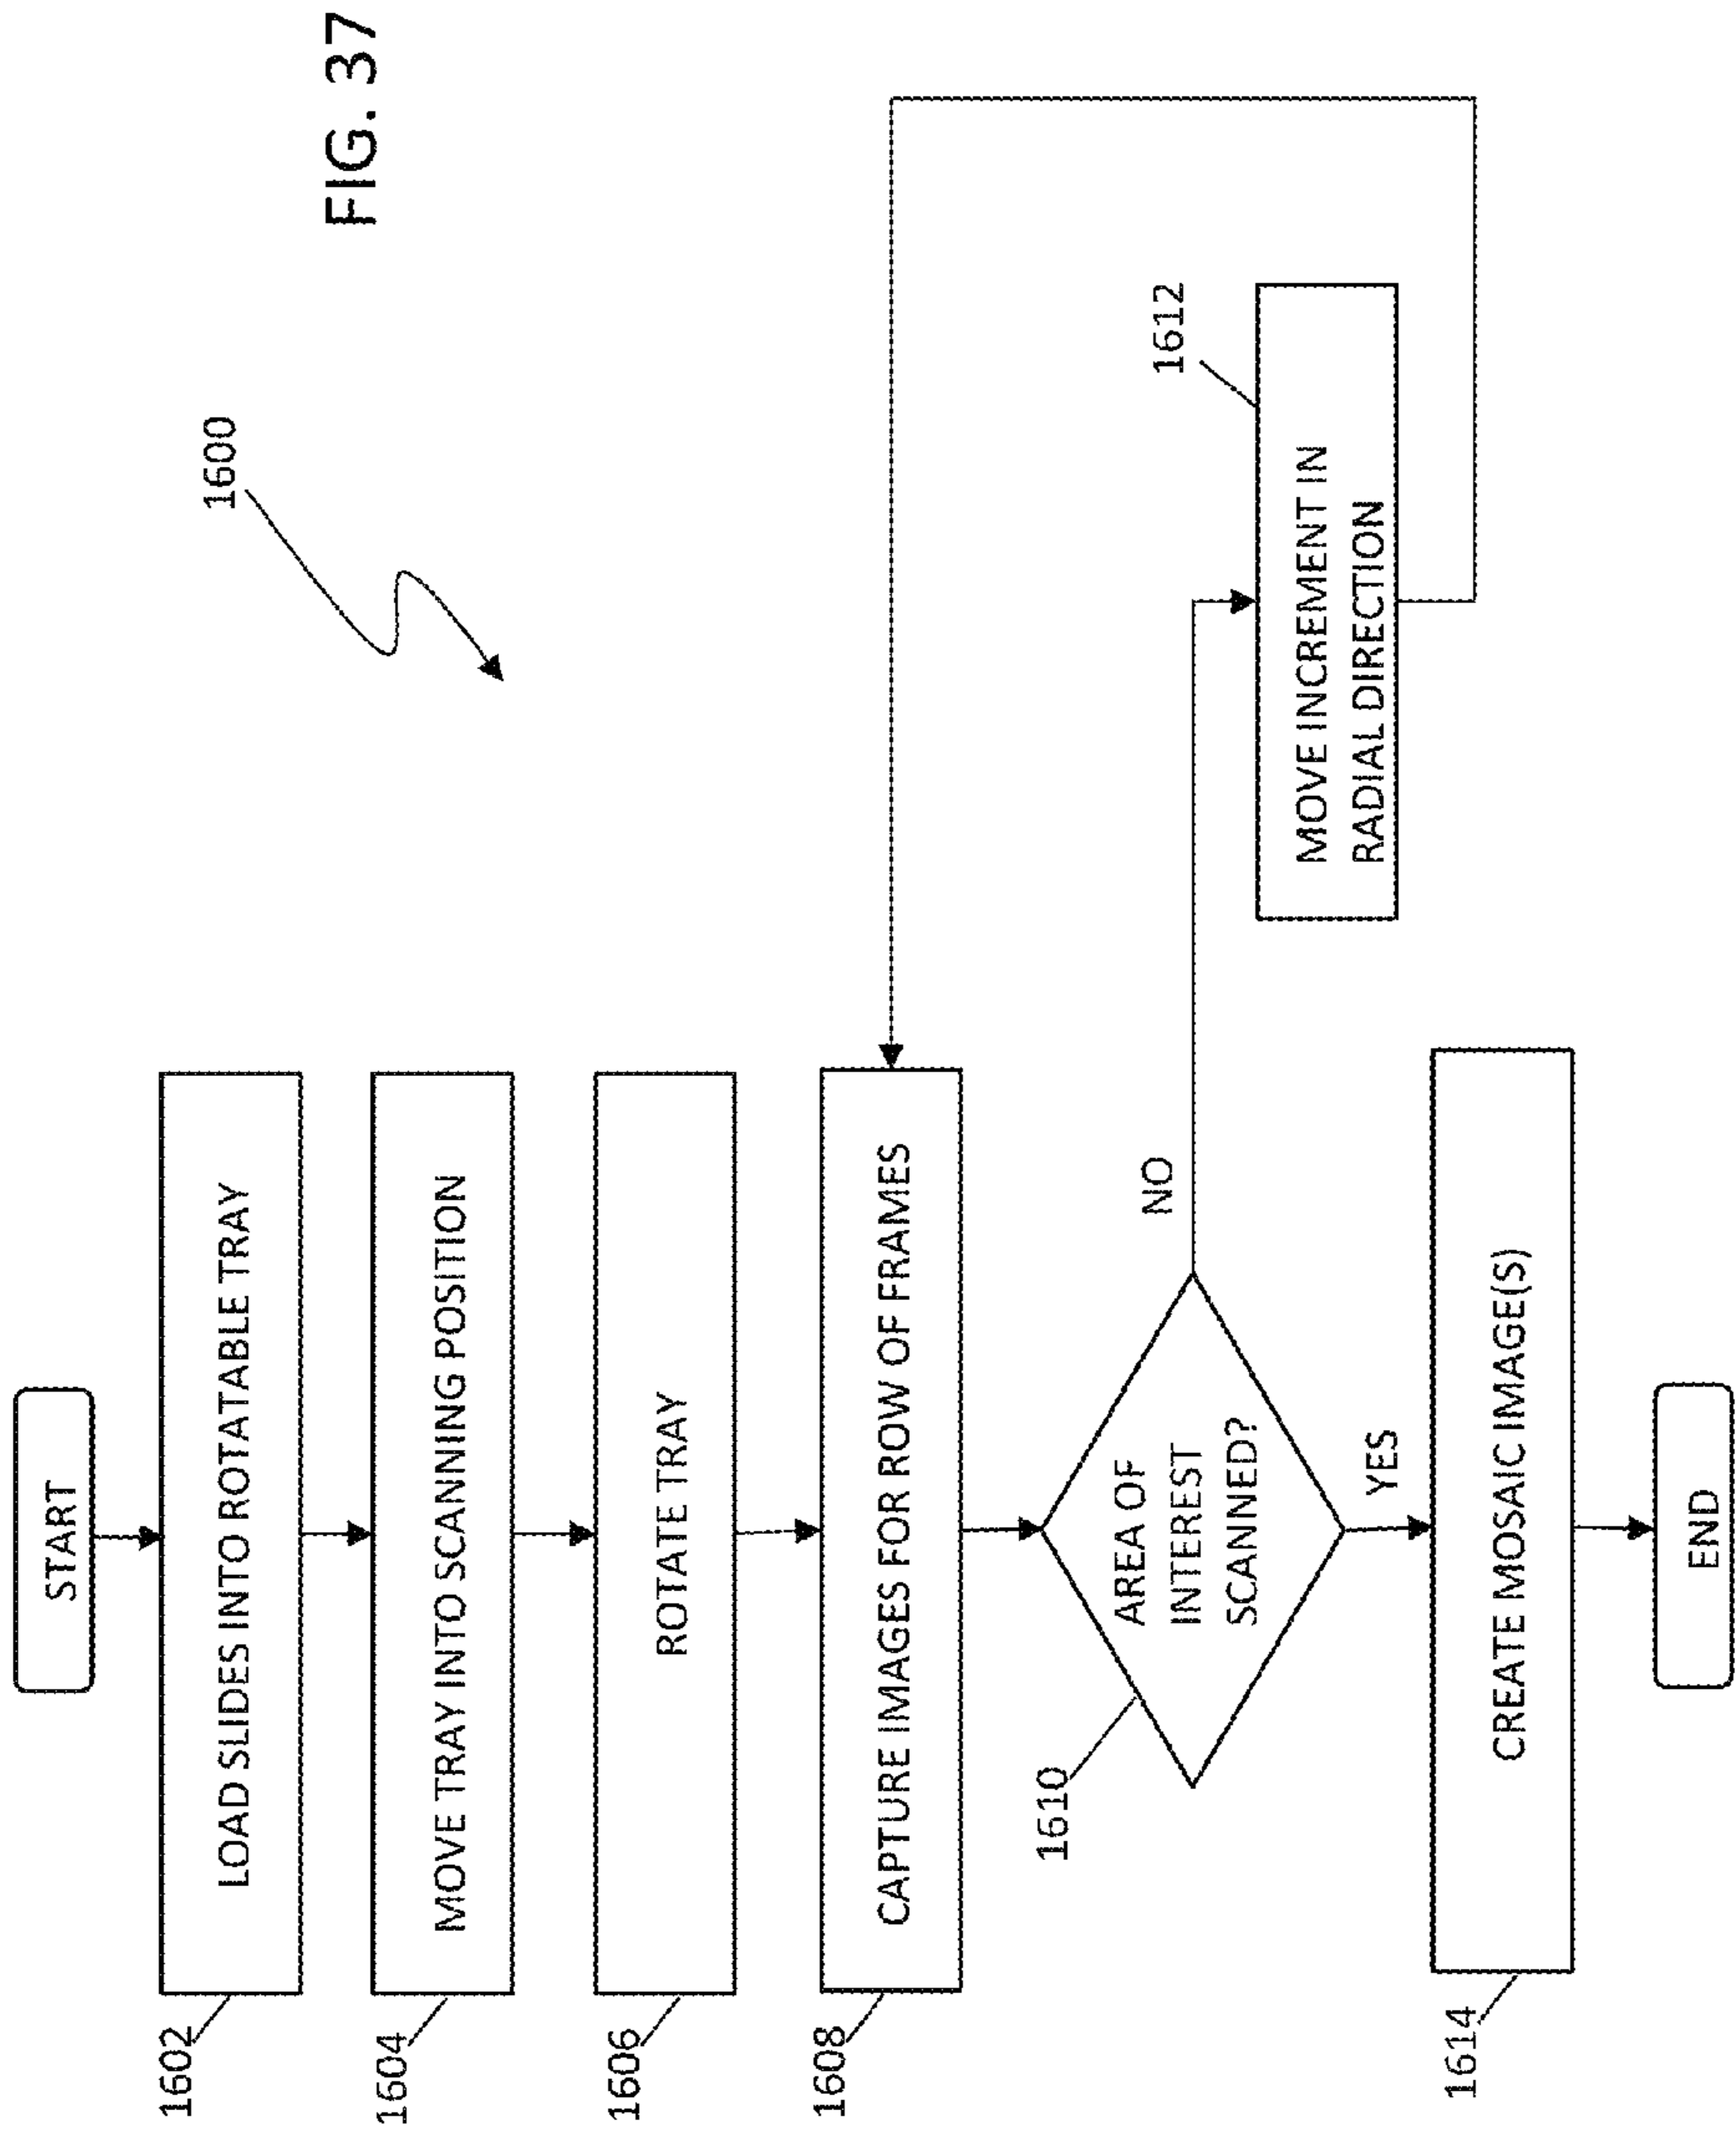 FIG. 37
1600
START
1602
LOAD SLIDES INTO ROTATABLE TRAY
1604
MOVE TRAY INTO SCANNING POSITION
1606
ROTATE TRAY
1608
CAPTURE IMAGES FOR ROW OF FRAMES
1610
AREA OF
INTEREST
SCANNED?
NO
1612
MOVE INCREMENT IN
RADIAL DIRECTION
YES
1614
CREATE MOSAIC IMAGE(S)
END